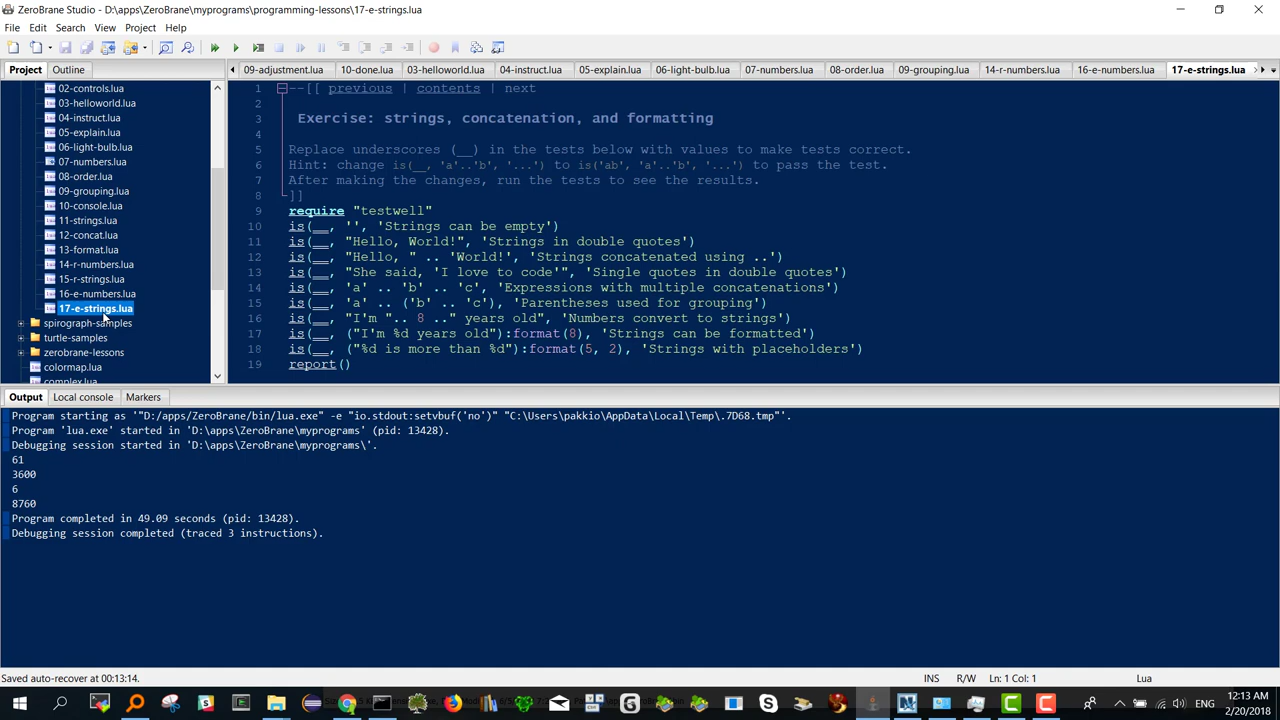 ZeroBrane Studio - D:\apps\ZeroBrane\myprograms\programming-lessons\17-e-strings.lua
File Edit Search View Project Help
Project Outline
09-adjustment.lua 10-done.lua 03-helloworld.lua 04-instruct.lua 05-explain.lua 06-light-bulb.lua 07-numbers.lua 08-order.lua 09-grouping.lua 14-r-numbers.lua 16-e-numbers.lua 17-e-strings.lua
02-controls.lua
03-helloworld.lua
04-instruct.lua
05-explain.lua
06-light-bulb.lua
07-numbers.lua
08-order.lua
09-grouping.lua
10-console.lua
11-strings.lua
12-concat.lua
13-format.lua
14-r-numbers.lua
15-r-strings.lua
16-e-numbers.lua
17-e-strings.lua
spirograph-samples
turtle-samples
zerobrane-lessons
colormap.lua
complex.lua
1 --[[ previous | contents | next
2
3 Exercise: strings, concatenation, and formatting
4
5 Replace underscores (__) in the tests below with values to make tests correct.
6 Hint: change is(__, 'a'..'b', '...') to is('ab', 'a'..'b', '...') to pass the test.
7 After making the changes, run the tests to see the results.
8 ]]
9 require "testwell"
10 is(__, '', 'Strings can be empty')
11 is(__, "Hello, World!", 'Strings in double quotes')
12 is(__, "Hello, " .. 'World!', 'Strings concatenated using ..')
13 is(__, "She said, 'I love to code'", 'Single quotes in double quotes')
14 is(__, 'a' .. 'b' .. 'c', 'Expressions with multiple concatenations')
15 is(__, 'a' .. ('b' .. 'c'), 'Parentheses used for grouping')
16 is(__, "I'm ".. 8 .." years old", 'Numbers convert to strings')
17 is(__, ("I'm %d years old"):format(8), 'Strings can be formatted')
18 is(__, ("%d is more than %d"):format(5, 2), 'Strings with placeholders')
19 report()
Output Local console Markers
Program starting as '"D:/apps/ZeroBrane/bin/lua.exe" -e "io.stdout:setvbuf('no')" "C:\Users\pakkio\AppData\Local\Temp\.7D68.tmp"'.
Program 'lua.exe' started in 'D:\apps\ZeroBrane\myprograms' (pid: 13428).
Debugging session started in 'D:\apps\ZeroBrane\myprograms\'.
61
3600
6
8760
Program completed in 49.09 seconds (pid: 13428).
Debugging session completed (traced 3 instructions).
Saved auto-recover at 00:13:14.
INS R/W Ln: 1 Col: 1 Lua
ENG
12:13 AM
2/20/2018